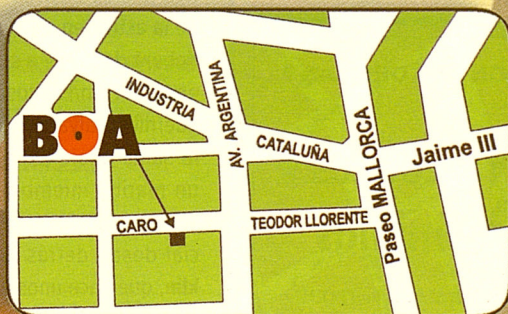 INDUSTRIA
AV. ARGENTINA
BOA
CATALUÑA
Paseo MALLORCA
Jaime III
CARO
TEODOR LLORENTE